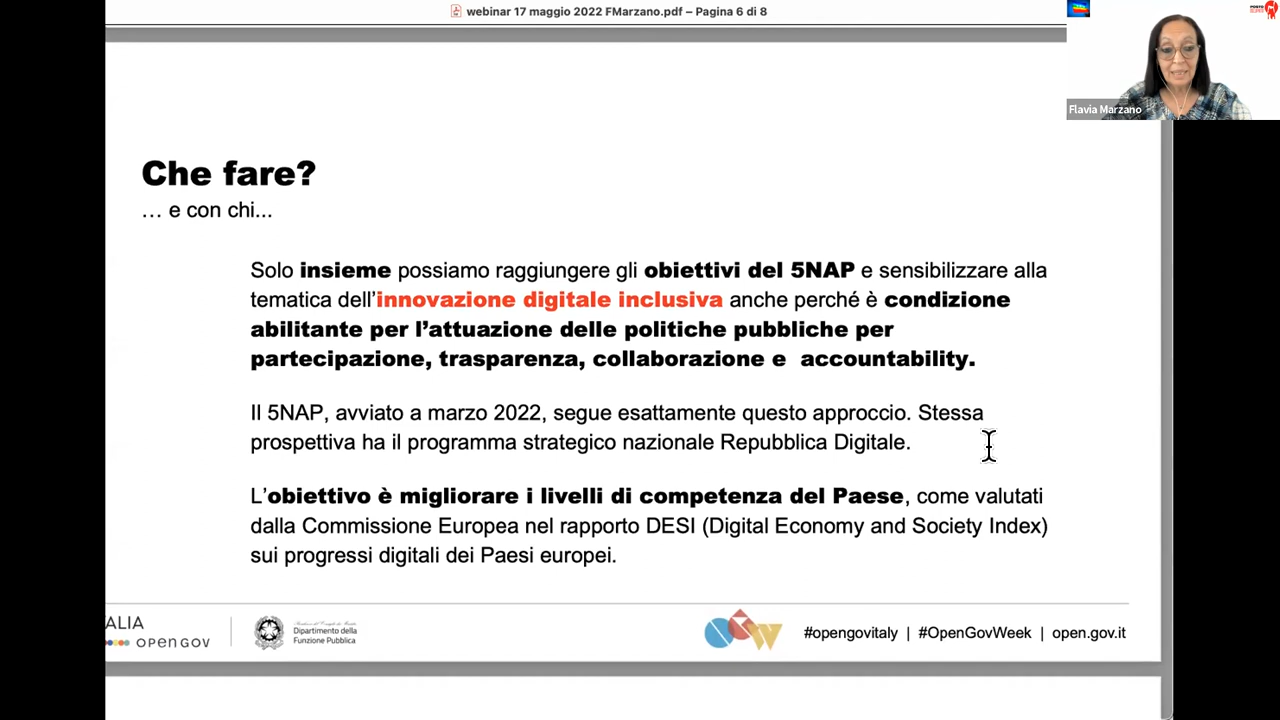 webinar 17 maggio 2022 FMarzano.pdf – Pagina 6 di 8
Flavia Marzano
Che fare?
… e con chi...
Solo insieme possiamo raggiungere gli obiettivi del 5NAP e sensibilizzare alla
tematica dell’innovazione digitale inclusiva anche perché è condizione
abilitante per l’attuazione delle politiche pubbliche per
partecipazione, trasparenza, collaborazione e accountability.
Il 5NAP, avviato a marzo 2022, segue esattamente questo approccio. Stessa
prospettiva ha il programma strategico nazionale Repubblica Digitale.
L’obiettivo è migliorare i livelli di competenza del Paese, come valutati
dalla Commissione Europea nel rapporto DESI (Digital Economy and Society Index)
sui progressi digitali dei Paesi europei.
ALIA
OPENGOV
Dipartimento della
Funzione Pubblica
#opengovitaly | #OpenGovWeek | open.gov.it